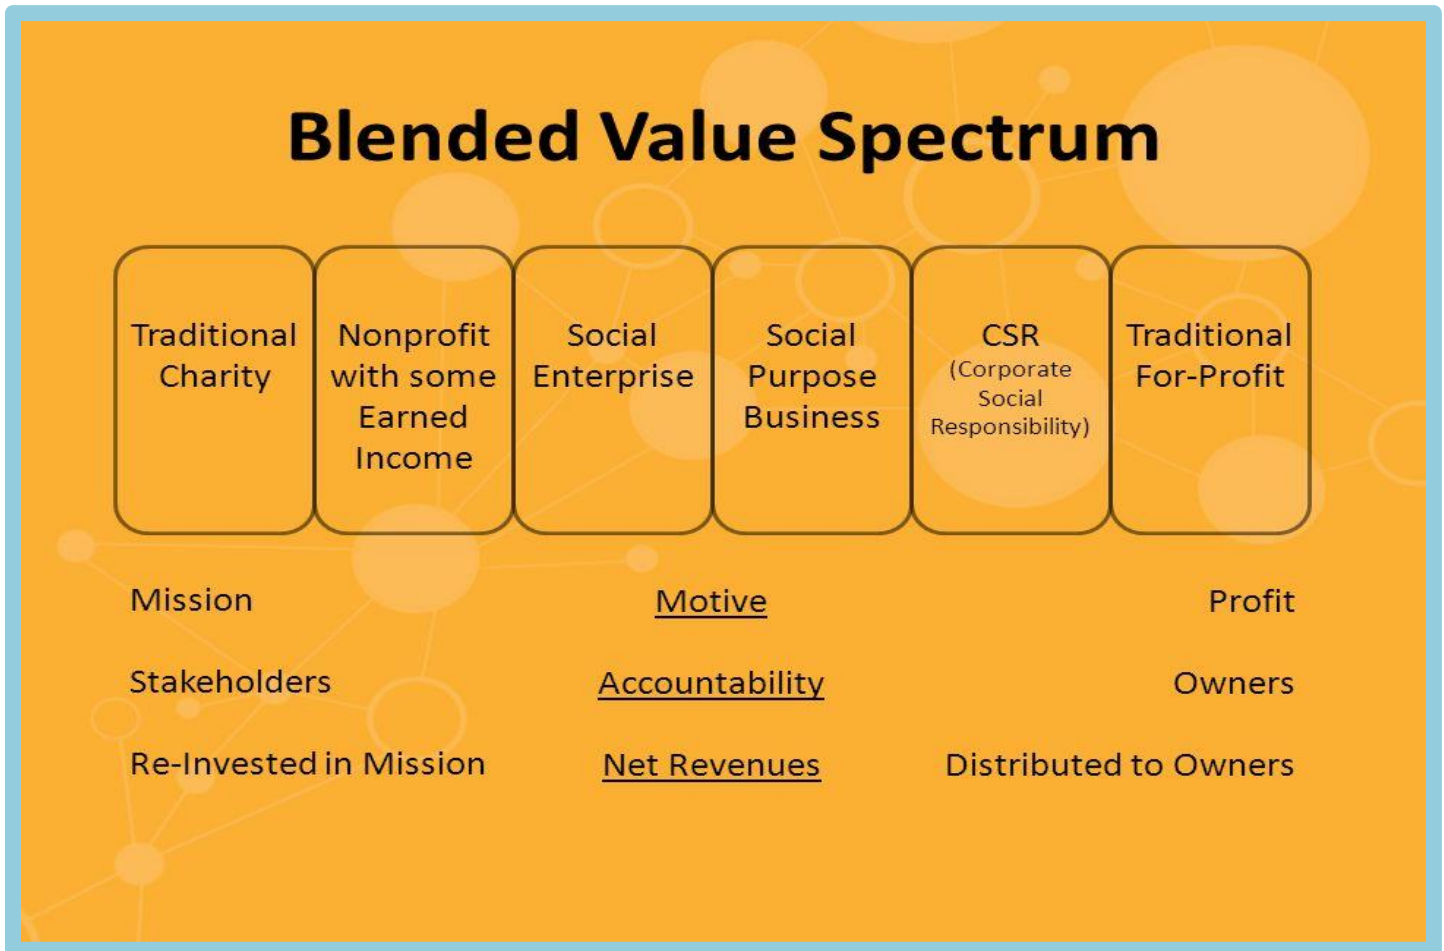 Blended Value Spectrum
Traditional
Charity
Nonprofit
with some
Earned
Income
Social
Enterprise
Social
Purpose
Business
CSR
(Corporate
Social
Responsibility)
Traditional
For-Profit
Mission Motive Profit
Stakeholders Accountability Owners
Re-Invested in Mission Net Revenues Distributed to Owners